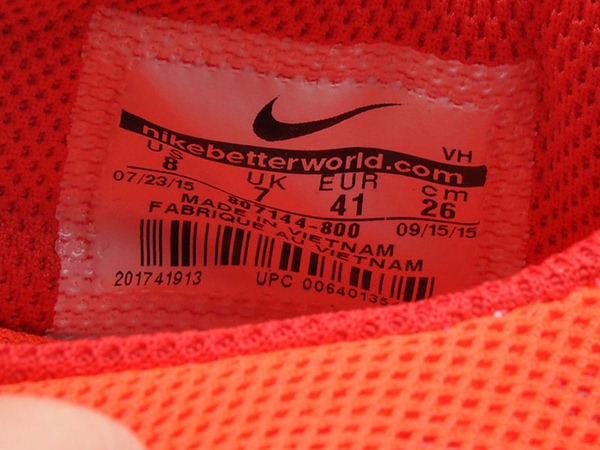 nikebetterworld.com
VH
US UK EUR cm
8 7 41 26
07/23/15 807144-800 09/15/15
MADE IN VIETNAM
FABRIQUE AU VIETNAM
201741913 UPC 00640135